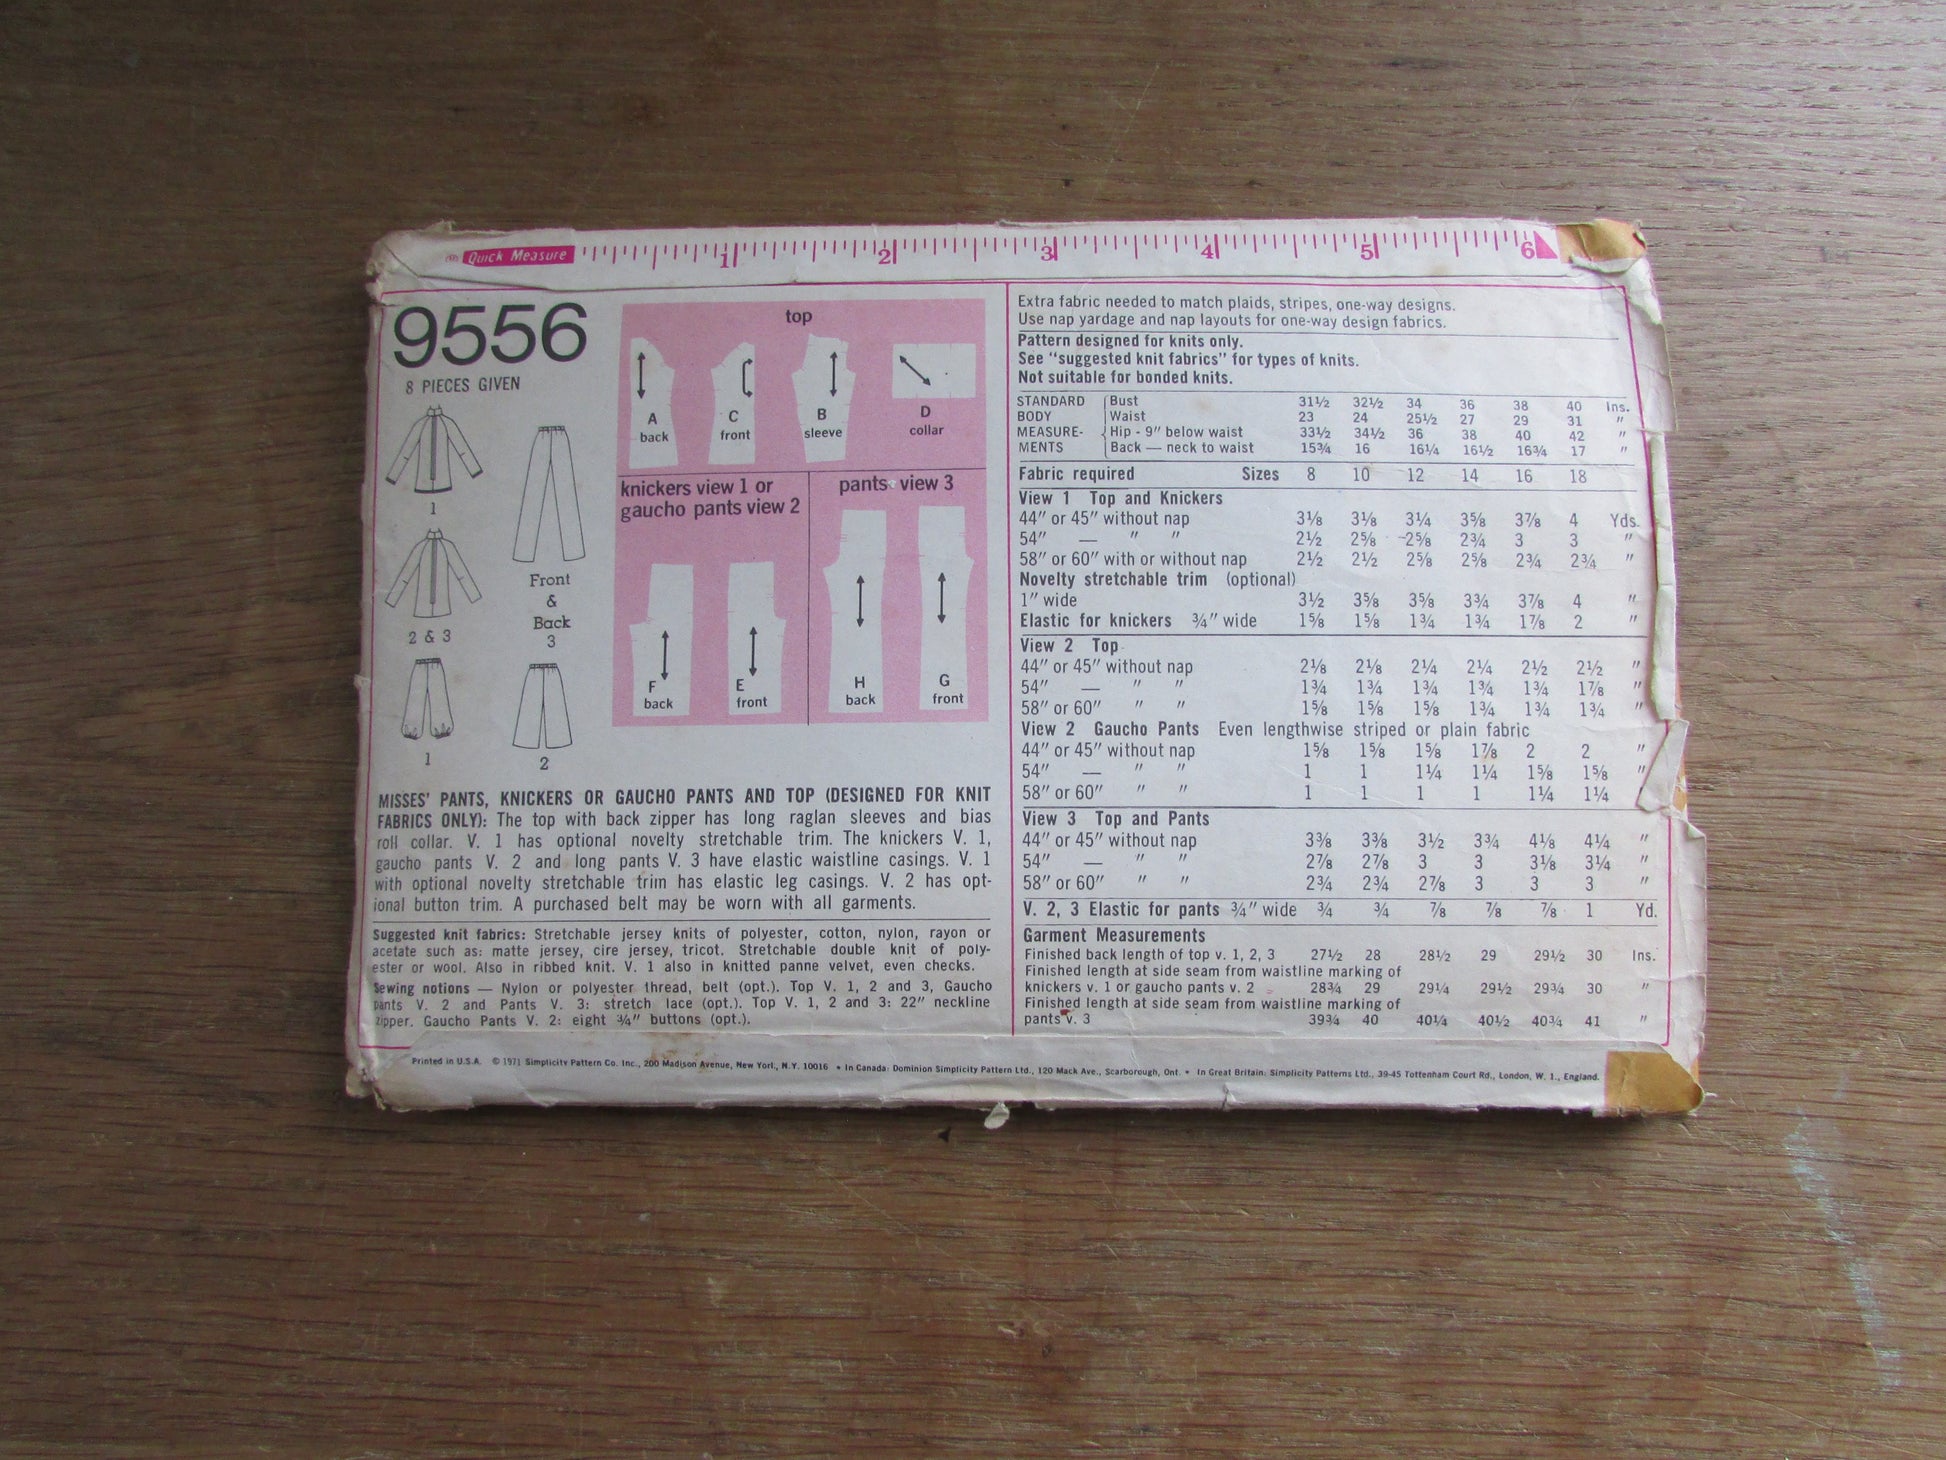 Quick Measure 1 2 3 4 5 6
9556
8 PIECES GIVEN
1
2 & 3
1
Front
&
Back
3
2
top
A
back
C
front
B
sleeve
D
collar
knickers view 1 or
gaucho pants view 2
F
back
E
front
pants view 3
H
back
G
front
MISSES' PANTS, KNICKERS OR GAUCHO PANTS AND TOP (DESIGNED FOR KNIT
FABRICS ONLY): The top with back zipper has long raglan sleeves and bias
roll collar. V. 1 has optional novelty stretchable trim. The knickers V. 1,
gaucho pants V. 2 and long pants V. 3 have elastic waistline casings. V. 1
with optional novelty stretchable trim has elastic leg casings. V. 2 has opt-
ional button trim. A purchased belt may be worn with all garments.
Suggested knit fabrics: Stretchable jersey knits of polyester, cotton, nylon, rayon or
acetate such as: matte jersey, cire jersey, tricot. Stretchable double knit of poly-
ester or wool. Also in ribbed knit. V. 1 also in knitted panne velvet, even checks.
Sewing notions — Nylon or polyester thread, belt (opt.). Top V. 1, 2 and 3, Gaucho
pants V. 2 and Pants V. 3: stretch lace (opt.). Top V. 1, 2 and 3: 22" neckline
zipper. Gaucho Pants V. 2: eight ¾" buttons (opt.).
Extra fabric needed to match plaids, stripes, one-way designs.
Use nap yardage and nap layouts for one-way design fabrics.
Pattern designed for knits only.
See "suggested knit fabrics" for types of knits.
Not suitable for bonded knits.
STANDARD Bust 31½ 32½ 34 36 38 40 Ins.
BODY Waist 23 24 25½ 27 29 31 "
MEASURE- Hip - 9" below waist 33½ 34½ 36 38 40 42 "
MENTS Back — neck to waist 15¾ 16 16¼ 16½ 16¾ 17 "
Fabric required Sizes 8 10 12 14 16 18
View 1 Top and Knickers
44" or 45" without nap 3⅛ 3⅛ 3¼ 3⅝ 3⅞ 4 Yds.
54" — " " 2½ 2⅝ 2⅝ 2¾ 3 3 "
58" or 60" with or without nap 2½ 2½ 2⅝ 2⅝ 2¾ 2¾ "
Novelty stretchable trim (optional)
1" wide 3½ 3⅝ 3⅝ 3¾ 3⅞ 4 "
Elastic for knickers ¾" wide 1⅝ 1⅝ 1¾ 1¾ 1⅞ 2 "
View 2 Top
44" or 45" without nap 2⅛ 2⅛ 2¼ 2¼ 2½ 2½ "
54" — " " 1¾ 1¾ 1¾ 1¾ 1¾ 1⅞ "
58" or 60" " " 1⅝ 1⅝ 1⅝ 1¾ 1¾ 1¾ "
View 2 Gaucho Pants Even lengthwise striped or plain fabric
44" or 45" without nap 1⅝ 1⅝ 1⅝ 1⅞ 2 2 "
54" — " " 1 1 1¼ 1¼ 1⅝ 1⅝ "
58" or 60" " " 1 1 1 1 1¼ 1¼ "
View 3 Top and Pants
44" or 45" without nap 3⅜ 3⅜ 3½ 3¾ 4⅛ 4¼ "
54" — " " 2⅞ 2⅞ 3 3 3⅛ 3¼ "
58" or 60" " " 2¾ 2¾ 2⅞ 3 3 3 "
V. 2, 3 Elastic for pants ¾" wide ¾ ¾ ⅞ ⅞ ⅞ 1 Yd.
Garment Measurements
Finished back length of top v. 1, 2, 3 27½ 28 28½ 29 29½ 30 Ins.
Finished length at side seam from waistline marking of
knickers v. 1 or gaucho pants v. 2 28¾ 29 29¼ 29½ 29¾ 30 "
Finished length at side seam from waistline marking of
pants v. 3 39¾ 40 40¼ 40½ 40¾ 41 "
Printed in U.S.A. © 1971 Simplicity Pattern Co. Inc., 200 Madison Avenue, New York, N.Y. 10016 • In Canada: Dominion Simplicity Pattern Ltd., 120 Mack Ave., Scarborough, Ont. • In Great Britain: Simplicity Patterns Ltd., 39-45 Tottenham Court Rd., London, W. 1., England.